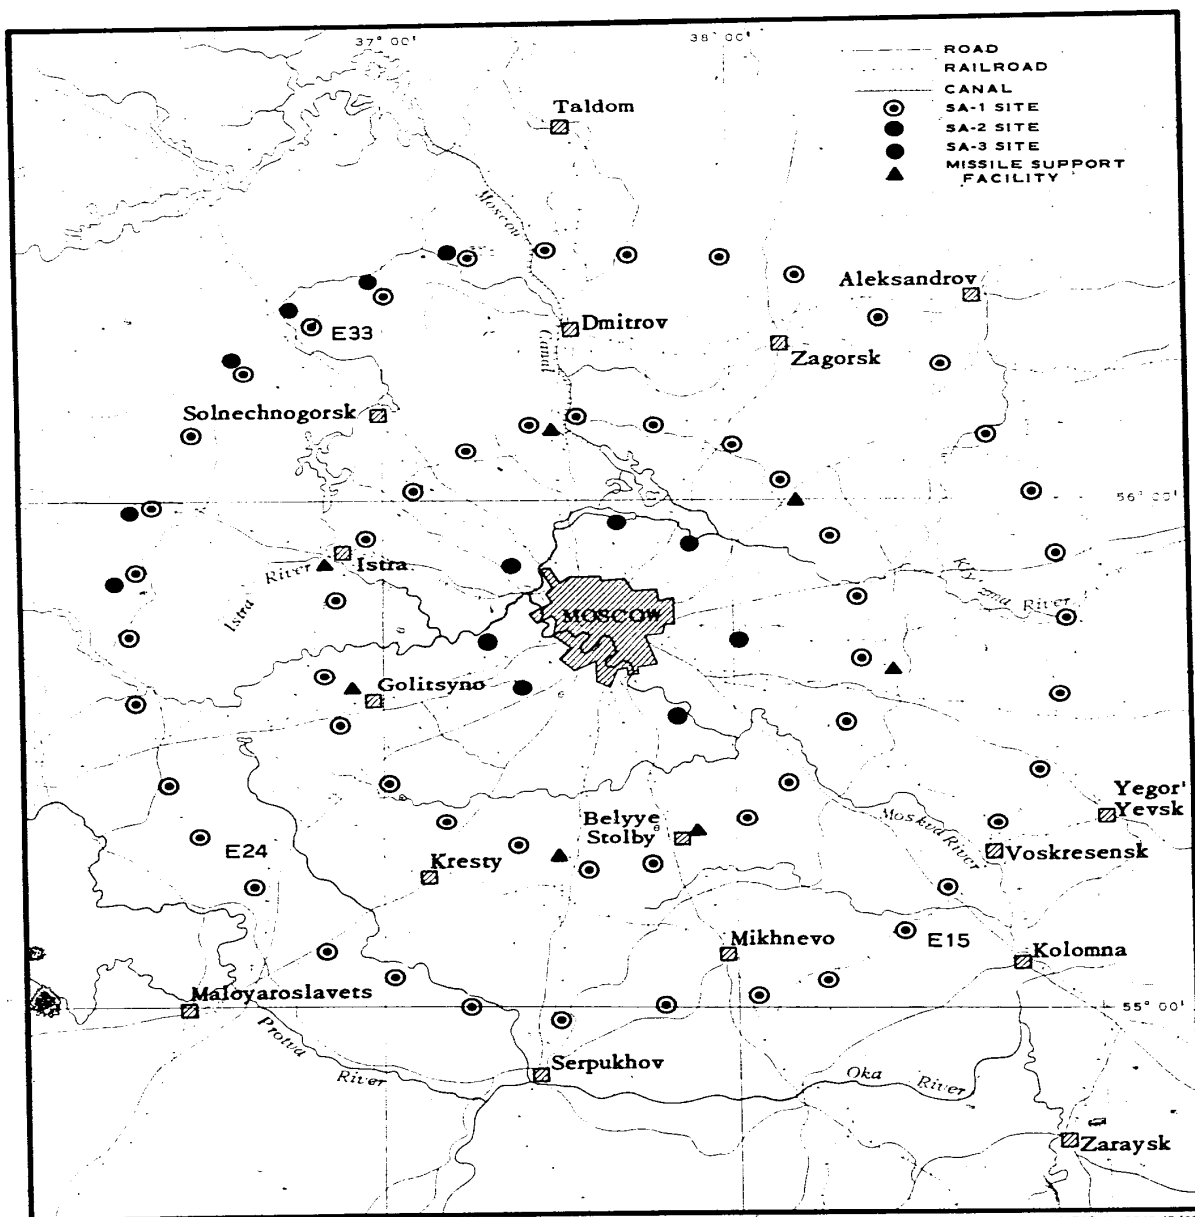 37° 00'
38° 00'
ROAD
RAILROAD
CANAL
SA-1 SITE
SA-2 SITE
SA-3 SITE
MISSILE SUPPORT
FACILITY
Taldom
Moscow
Canal
Aleksandrov
E33
Dmitrov
Zagorsk
Solnechnogorsk
56° 00'
Istra
Istra River
Klyazma River
MOSCOW
Golitsyno
Yegor'
Yevsk
Belyye
Stolby
Moskva River
E24
Kresty
Voskresensk
Mikhnevo
E15
Kolomna
Maloyaroslavets
55° 00'
Protva
River
Serpukhov
Oka River
Zaraysk